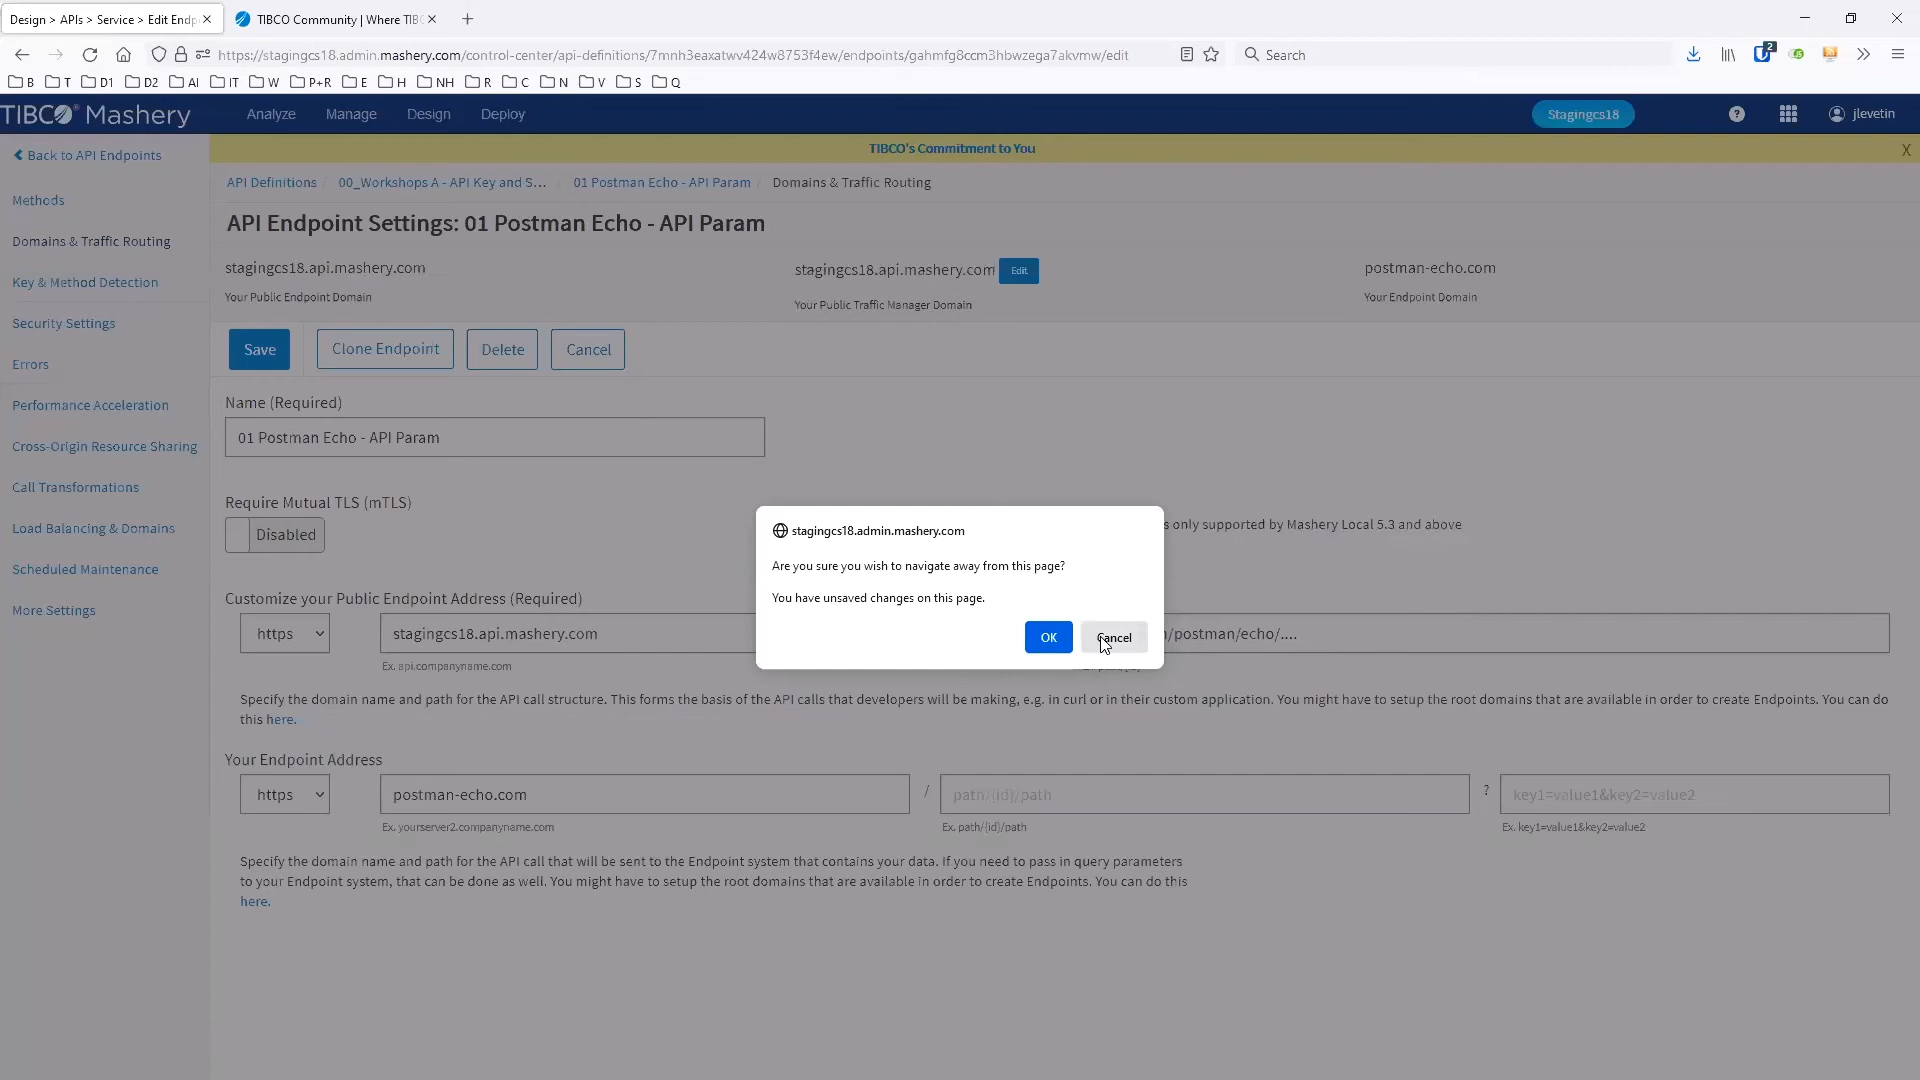 Design > APIs > Service > Edit Endp
TIBCO Community | Where TIBC
https://stagingcs18.admin.mashery.com/control-center/api-definitions/7mnh3eaxatwv424w8753f4ew/endpoints/gahmfg8ccm3hbwzega7akvmw/edit
Search
2
B T D1 D2 AI IT W P+R E H NH R C N V S Q
TIBCO® Mashery
Analyze Manage Design Deploy
Stagingcs18
?
jlevetin
Back to API Endpoints
TIBCO's Commitment to You
X
API Definitions / 00_Workshops A - API Key and S... / 01 Postman Echo - API Param / Domains & Traffic Routing
Methods
Domains & Traffic Routing
Key & Method Detection
Security Settings
Errors
Performance Acceleration
Cross-Origin Resource Sharing
Call Transformations
Load Balancing & Domains
Scheduled Maintenance
More Settings
API Endpoint Settings: 01 Postman Echo - API Param
stagingcs18.api.mashery.com
Your Public Endpoint Domain
stagingcs18.api.mashery.com Edit
Your Public Traffic Manager Domain
postman-echo.com
Your Endpoint Domain
Save Clone Endpoint Delete Cancel
Name (Required)
01 Postman Echo - API Param
Require Mutual TLS (mTLS)
Disabled
s only supported by Mashery Local 5.3 and above
stagingcs18.admin.mashery.com
Are you sure you wish to navigate away from this page?
You have unsaved changes on this page.
OK Cancel
Customize your Public Endpoint Address (Required)
https
stagingcs18.api.mashery.com
/postman/echo/....
Ex. api.companyname.com
Specify the domain name and path for the API call structure. This forms the basis of the API calls that developers will be making, e.g. in curl or in their custom application. You might have to setup the root domains that are available in order to create Endpoints. You can do
this here.
Your Endpoint Address
https
postman-echo.com
/
path/{id}/path
?
key1=value1&key2=value2
Ex. yourserver2.companyname.com
Ex. path/{id}/path
Ex. key1=value1&key2=value2
Specify the domain name and path for the API call that will be sent to the Endpoint system that contains your data. If you need to pass in query parameters
to your Endpoint system, that can be done as well. You might have to setup the root domains that are available in order to create Endpoints. You can do this
here.